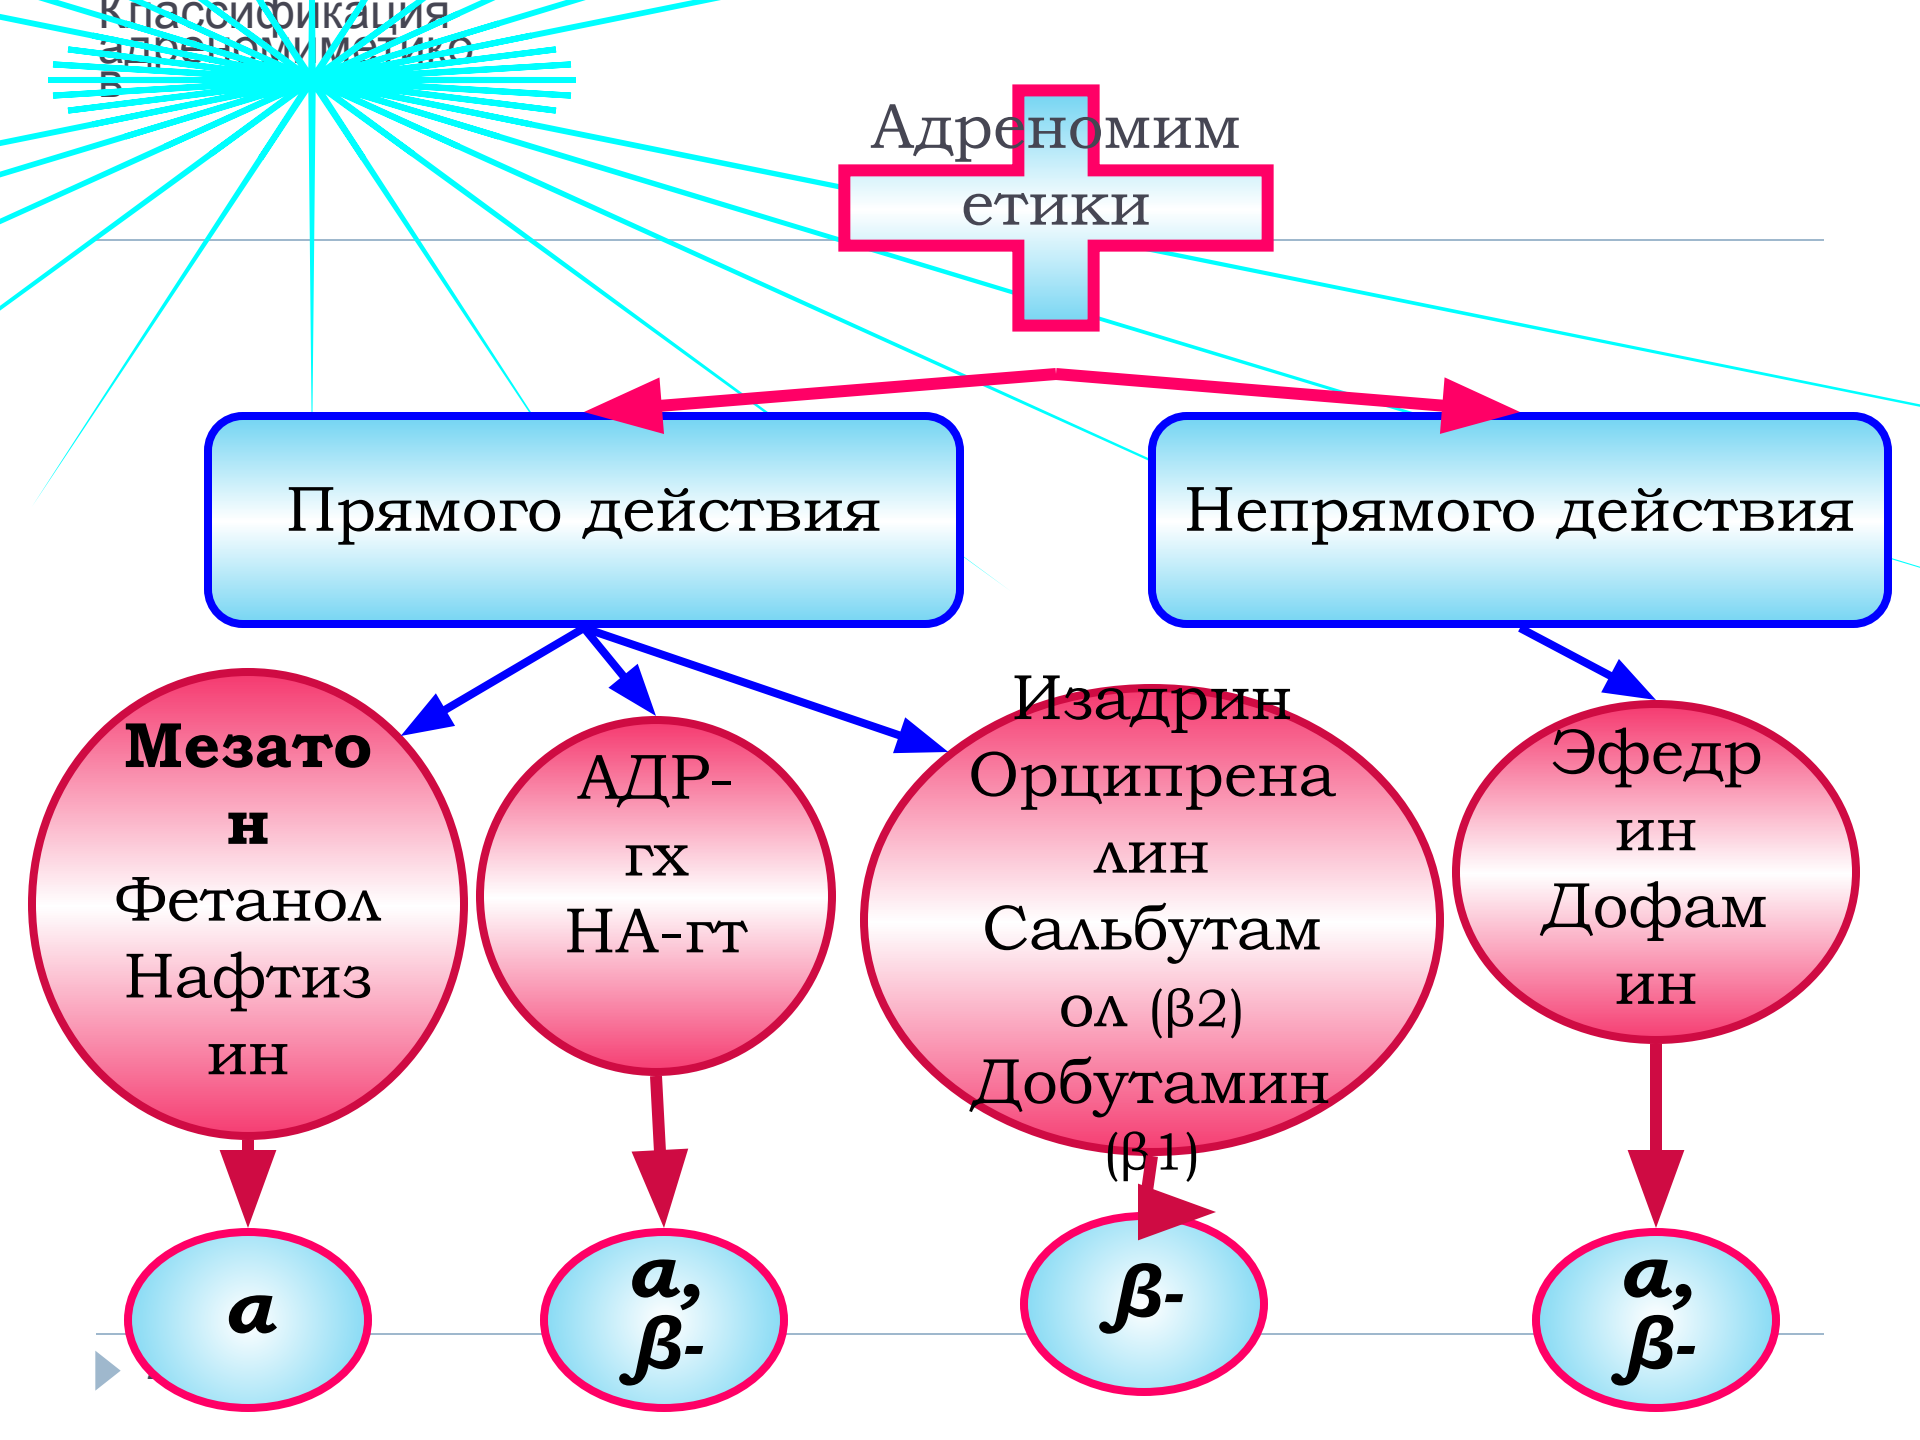 Классификация
адреномиметико
в
Адреномим
етики
Прямого действия
Непрямого действия
Мезато
н
Фетанол
Нафтиз
ин
АДР-
гх
НА-гт
Изадрин
Орципрена
лин
Сальбутам
ол (β2)
Добутамин
(β1)
Эфедр
ин
Дофам
ин
α
α,
β-
β-
α,
β-